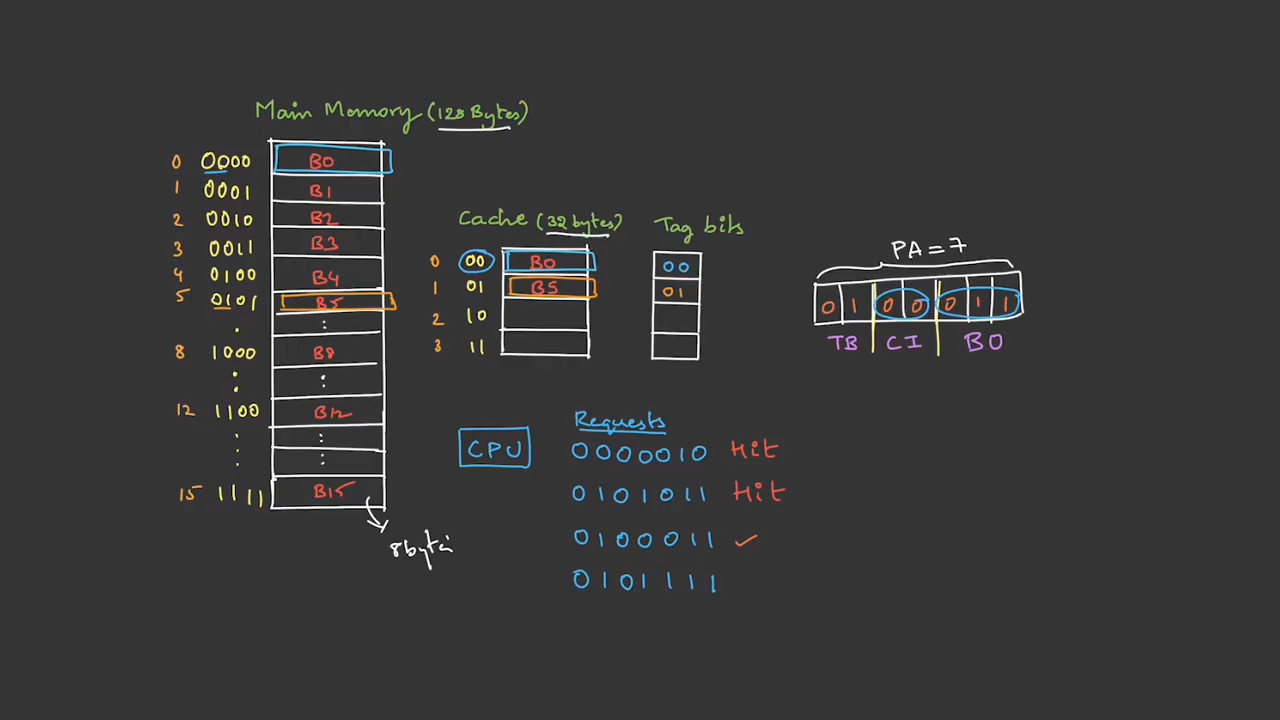 Main Memory (128 Bytes)
0 0000 B0
1 0001 B1
2 0010 B2
3 0011 B3
4 0100 B4
5 0101 B5
8 1000 B8
12 1100 B12
15 1111 B15
8 byte
Cache (32 bytes) Tag bits
0 00 B0 00
1 01 B5 01
2 10
3 11
PA = 7
0 1 0 0 0 1 1
TB CI BO
CPU
Requests
0000010 Hit
0101011 Hit
0100011 ✓
0101111